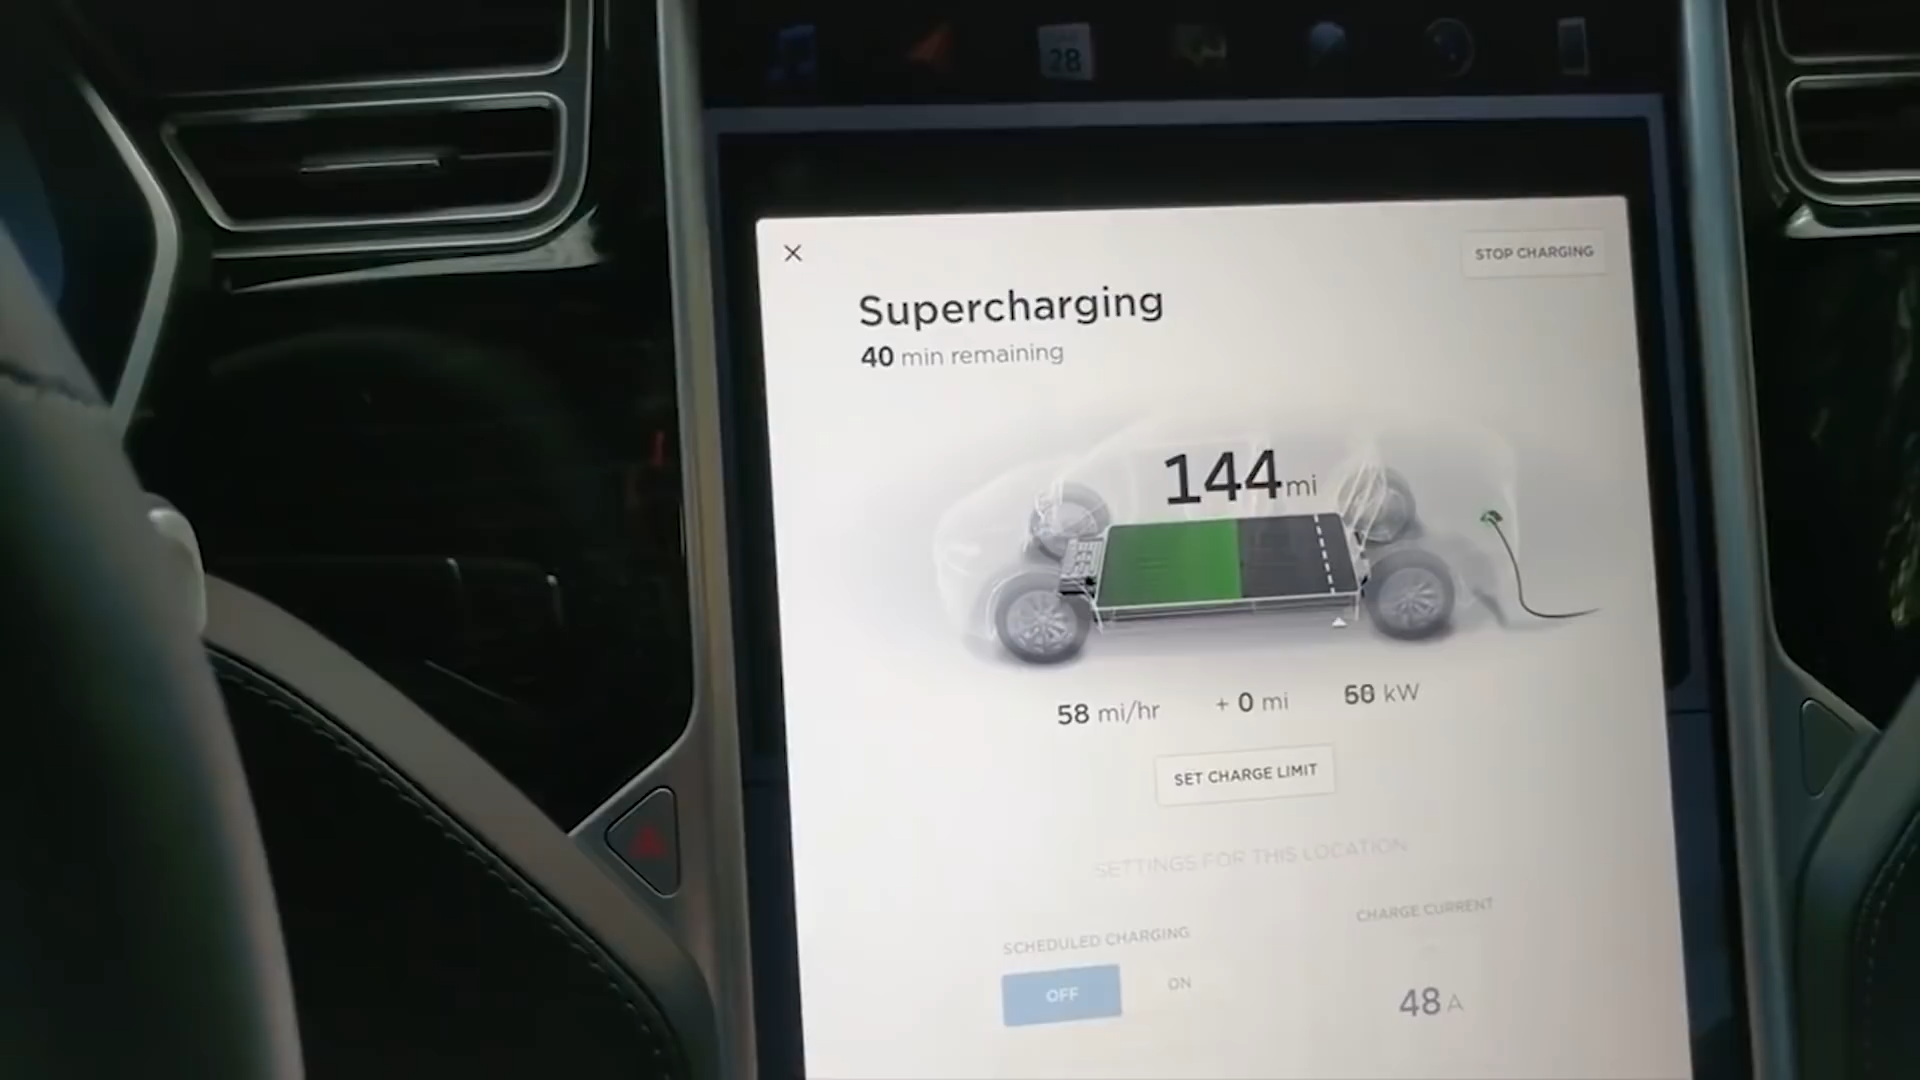 28
STOP CHARGING
Supercharging
40 min remaining
144 mi
58 mi/hr + 0 mi kW
SET CHARGE LIMIT
SETTINGS FOR THIS LOCATION
SCHEDULED CHARGING
CHARGE CURRENT
OFF ON
48 A